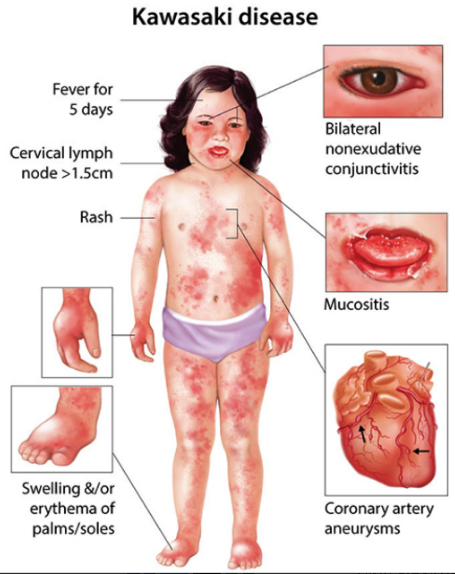 Kawasaki disease
Fever for
5 days
Cervical lymph
node >1.5cm
Rash
Swelling &/or
erythema of
palms/soles
Bilateral
nonexudative
conjunctivitis
Mucositis
Coronary artery
aneurysms